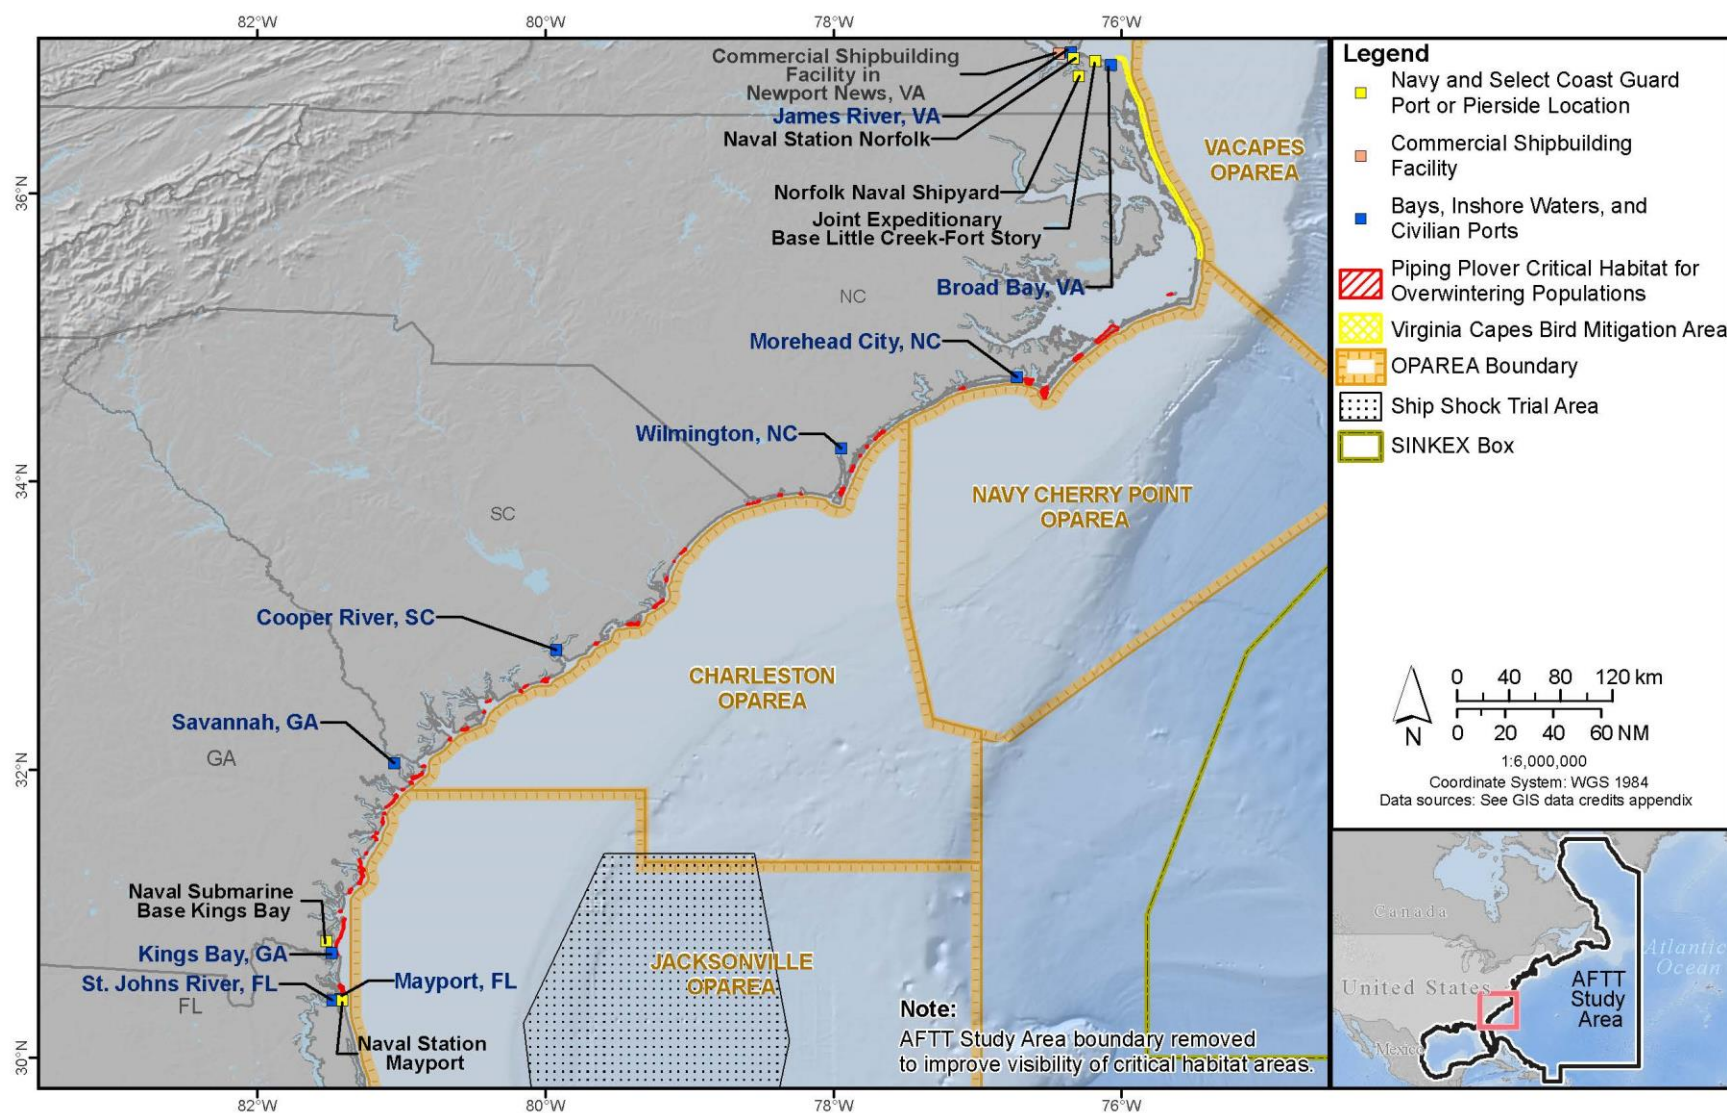 82°W
80°W
78°W
76°W
36°N
34°N
32°N
30°N
Commercial Shipbuilding
Facility in
Newport News, VA
James River, VA
Naval Station Norfolk
Norfolk Naval Shipyard
Joint Expeditionary
Base Little Creek-Fort Story
Broad Bay, VA
VACAPES
OPAREA
NC
Morehead City, NC
Wilmington, NC
NAVY CHERRY POINT
OPAREA
SC
Cooper River, SC
CHARLESTON
OPAREA
Savannah, GA
GA
Naval Submarine
Base Kings Bay
Kings Bay, GA
St. Johns River, FL
FL
Mayport, FL
Naval Station
Mayport
JACKSONVILLE
OPAREA
Note:
AFTT Study Area boundary removed
to improve visibility of critical habitat areas.
82°W
80°W
78°W
76°W
Legend
Navy and Select Coast Guard
Port or Pierside Location
Commercial Shipbuilding
Facility
Bays, Inshore Waters, and
Civilian Ports
Piping Plover Critical Habitat for
Overwintering Populations
Virginia Capes Bird Mitigation Area
OPAREA Boundary
Ship Shock Trial Area
SINKEX Box
N
0 40 80 120 km
0 20 40 60 NM
1:6,000,000
Coordinate System: WGS 1984
Data sources: See GIS data credits appendix
Canada
United States
Mexico
Atlantic
Ocean
AFTT
Study
Area